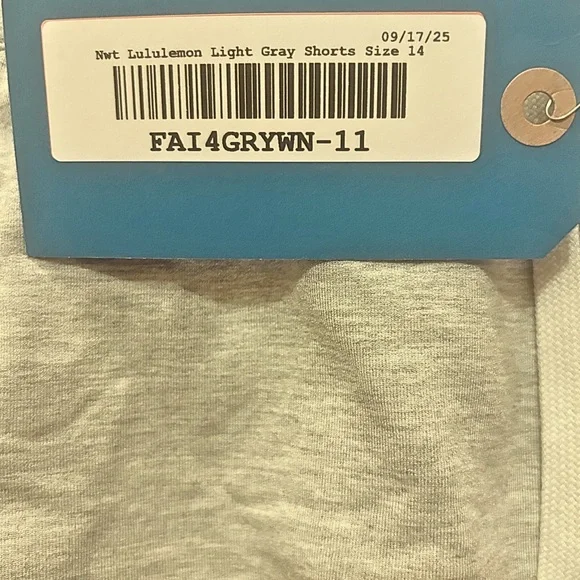 09/17/25
Nwt Lululemon Light Gray Shorts Size 14
FAI4GRYWN-11